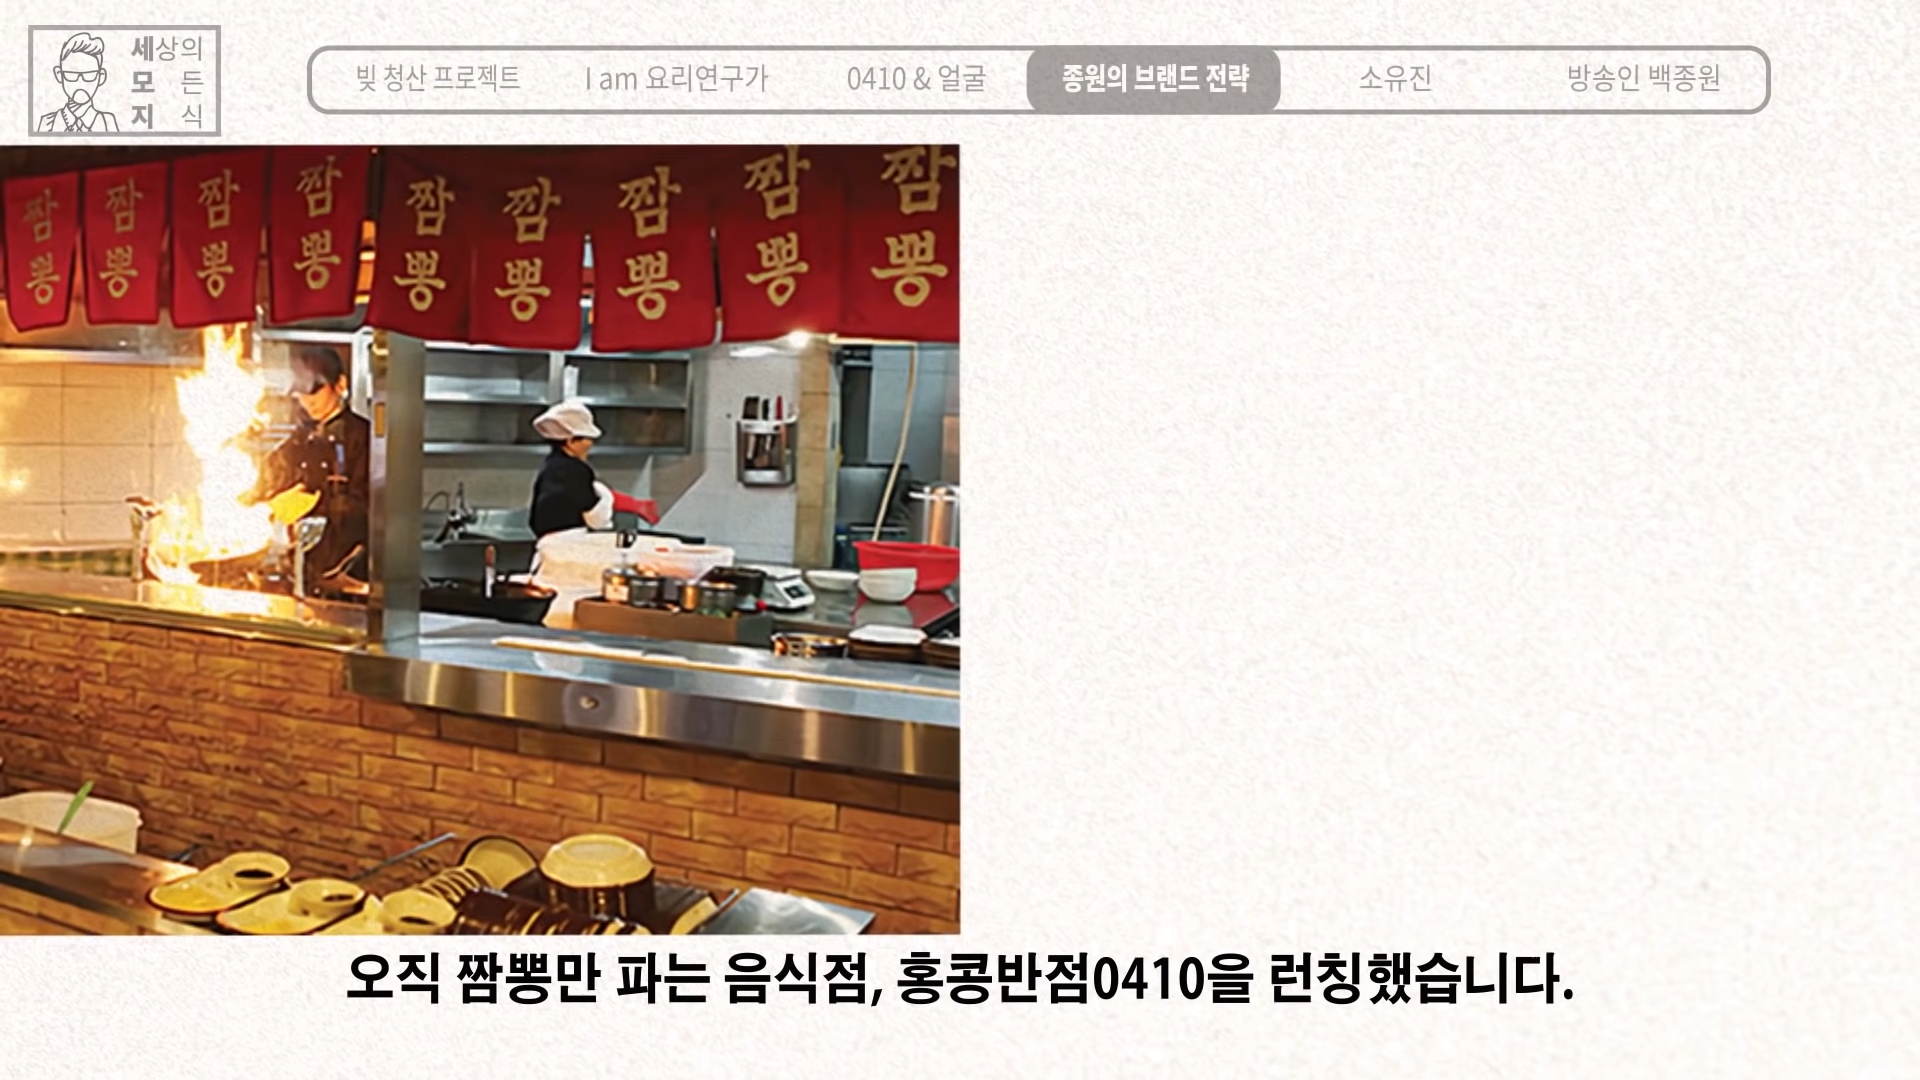 세상의
모든
지식
빚 청산 프로젝트
I am 요리연구가
0410 & 얼굴
종원의 브랜드 전략
소유진
방송인 백종원
짬뽕
짬뽕
짬뽕
짬뽕
짬뽕
짬뽕
짬뽕
짬뽕
짬뽕
오직 짬뽕만 파는 음식점, 홍콩반점0410을 런칭했습니다.